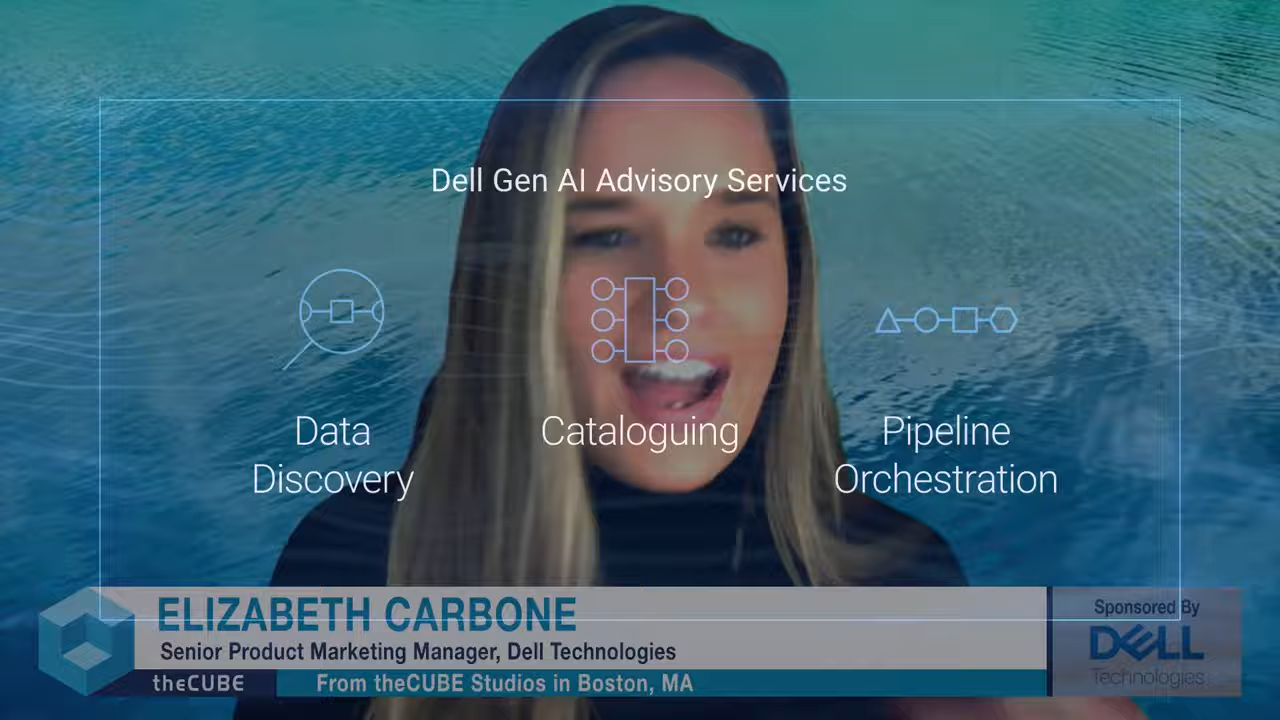 Dell Gen AI Advisory Services
Data
Discovery
Cataloguing
Pipeline
Orchestration
ELIZABETH CARBONE
Senior Product Marketing Manager, Dell Technologies
theCUBE
From theCUBE Studios in Boston, MA
Sponsored By
DELL
Technologies